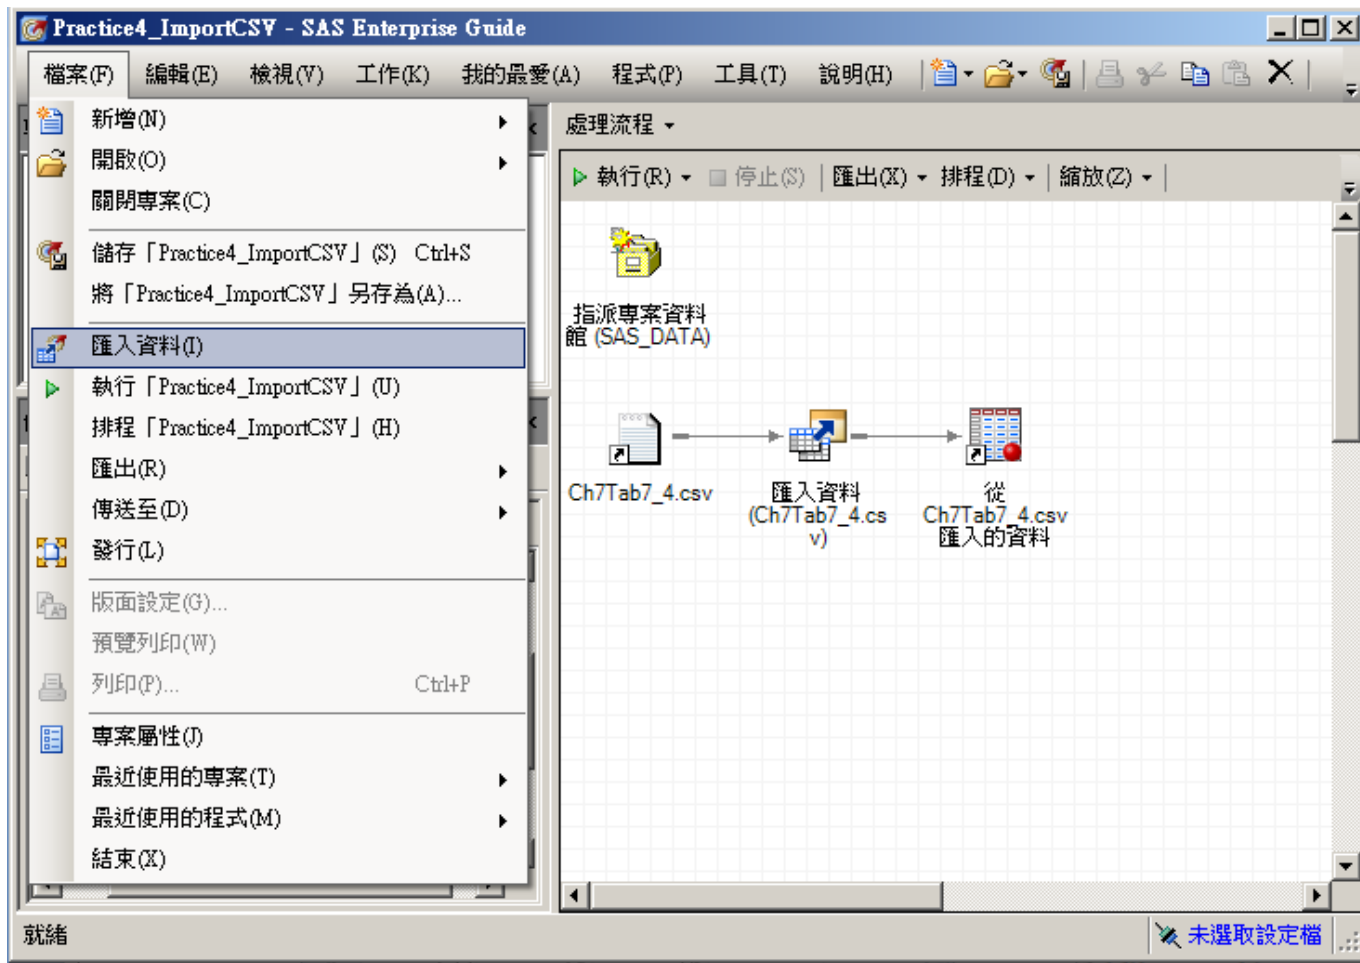 Practice4_ImportCSV - SAS Enterprise Guide
檔案(F) 編輯(E) 檢視(V) 工作(K) 我的最愛(A) 程式(P) 工具(T) 說明(H)
新增(N)
開啟(O)
關閉專案(C)
儲存「Practice4_ImportCSV」(S) Ctrl+S
將「Practice4_ImportCSV」另存為(A)...
匯入資料(I)
執行「Practice4_ImportCSV」(U)
排程「Practice4_ImportCSV」(H)
匯出(R)
傳送至(D)
發行(L)
版面設定(G)...
預覽列印(W)
列印(P)... Ctrl+P
專案屬性(J)
最近使用的專案(T)
最近使用的程式(M)
結束(X)
處理流程
執行(R) 停止(S) 匯出(X) 排程(D) 縮放(Z)
指派專案資料
館 (SAS_DATA)
Ch7Tab7_4.csv
匯入資料
(Ch7Tab7_4.cs
v)
從
Ch7Tab7_4.csv
匯入的資料
就緒
未選取設定檔